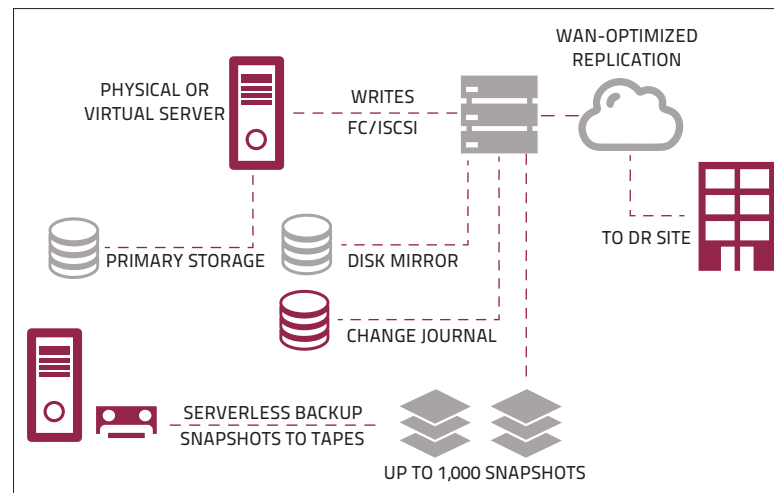 WAN-OPTIMIZED
REPLICATION
PHYSICAL OR
VIRTUAL SERVER
WRITES
FC/ISCSI
TO DR SITE
PRIMARY STORAGE
DISK MIRROR
CHANGE JOURNAL
SERVERLESS BACKUP
SNAPSHOTS TO TAPES
UP TO 1,000 SNAPSHOTS